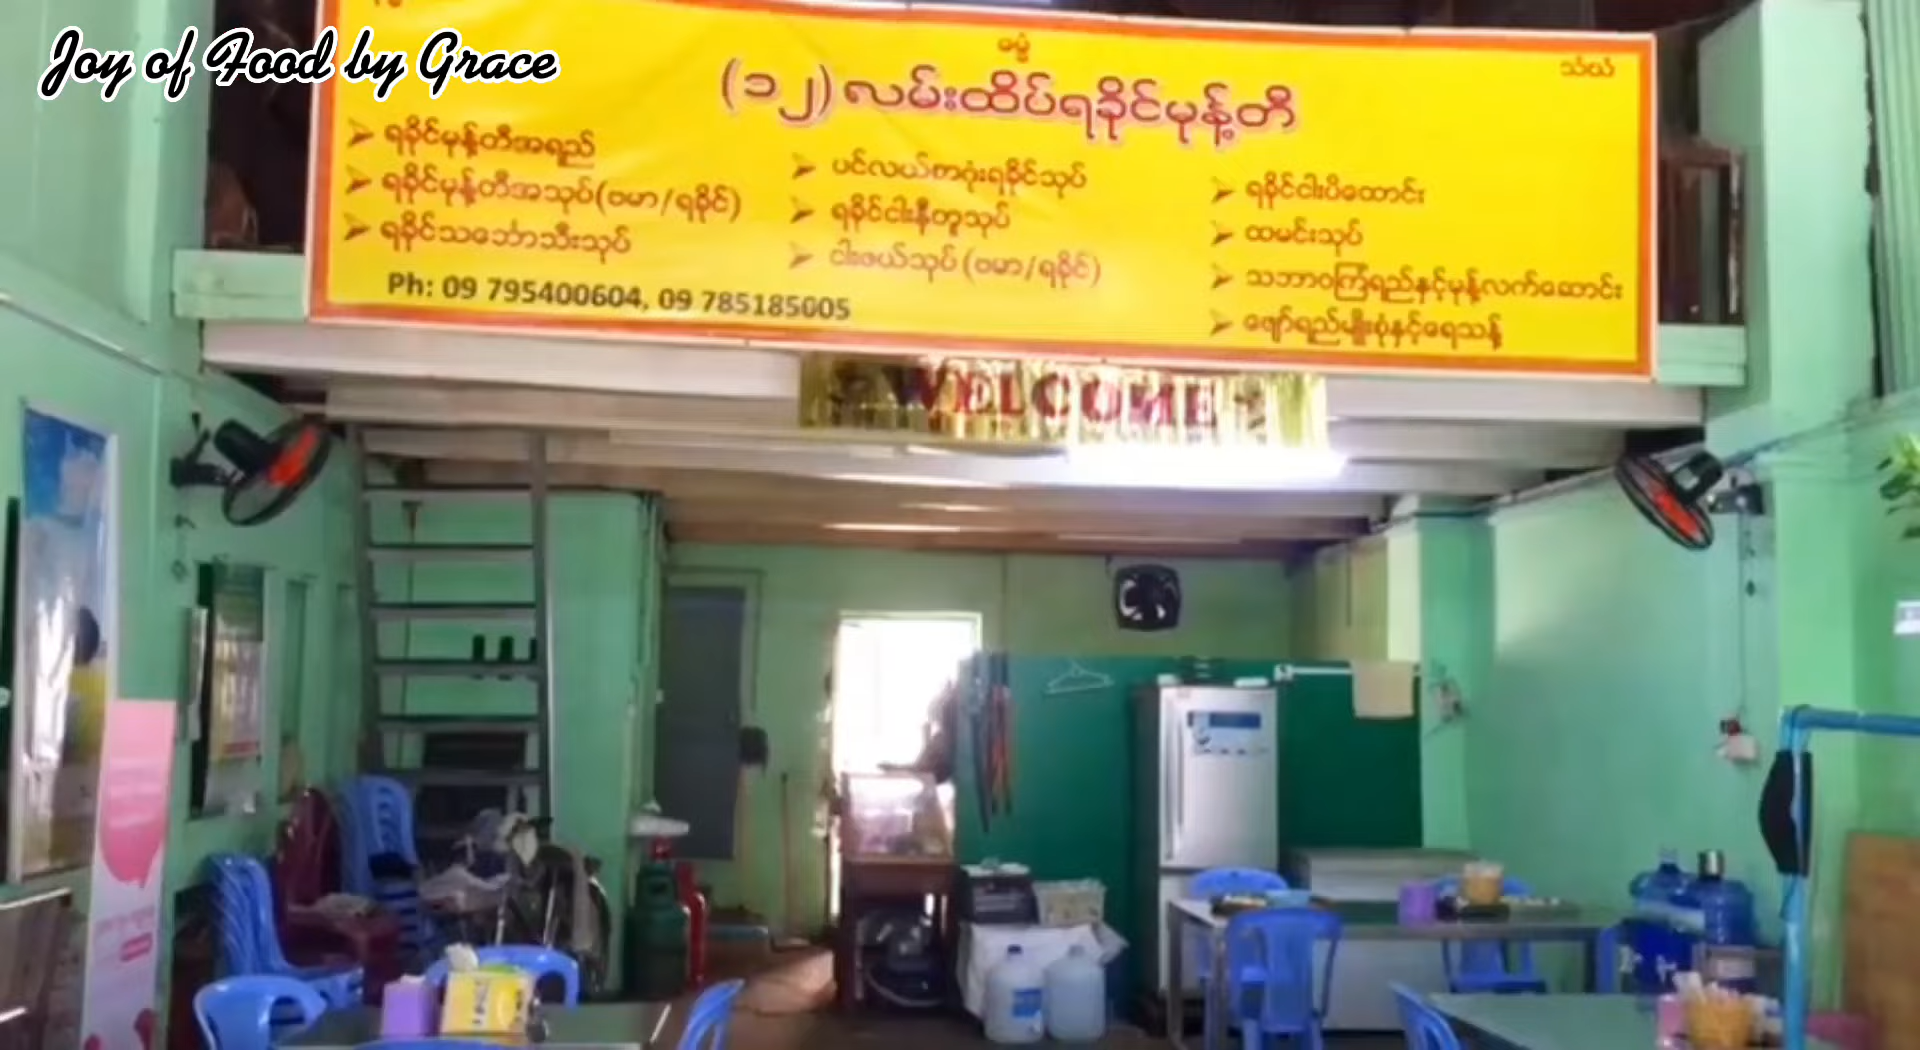 Joy of Food by Grace
(၁၂)လမ်းထိပ်ရခိုင်မုန့်တီ
➢ ရခိုင်မုန့်တီအရည်
➢ ရခိုင်မုန့်တီအသုပ်(ဗမာ/ရခိုင်)
➢ ရခိုင်သင်္ဘောသီးသုပ်
➢ ပင်လယ်စာဂုံးရခိုင်သုပ်
➢ ရခိုင်ငါးနီတူသုပ်
➢ ငါးဖယ်သုပ်(ဗမာ/ရခိုင်)
➢ ရခိုင်ငါးပိထောင်း
➢ ထမင်းသုပ်
➢ သဘာဝကြံရည်နှင့်မုန့်လက်ဆောင်း
➢ ဖျော်ရည်မျိုးစုံနှင့်ရေသန့်
Ph: 09 795400604, 09 785185005
WELCOME